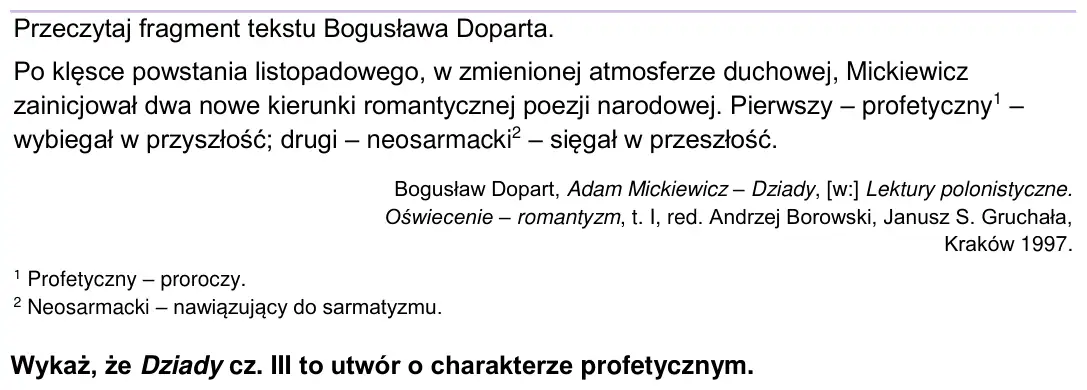 Przeczytaj fragment tekstu Bogusława Doparta.
Po klęsce powstania listopadowego, w zmienionej atmosferze duchowej, Mickiewicz
zainicjował dwa nowe kierunki romantycznej poezji narodowej. Pierwszy – profetyczny¹ –
wybiegał w przyszłość; drugi – neosarmacki² – sięgał w przeszłość.
Bogusław Dopart, Adam Mickiewicz – Dziady, [w:] Lektury polonistyczne.
Oświecenie – romantyzm, t. I, red. Andrzej Borowski, Janusz S. Gruchała,
Kraków 1997.
¹ Profetyczny – proroczy.
² Neosarmacki – nawiązujący do sarmatyzmu.
Wykaż, że Dziady cz. III to utwór o charakterze profetycznym.